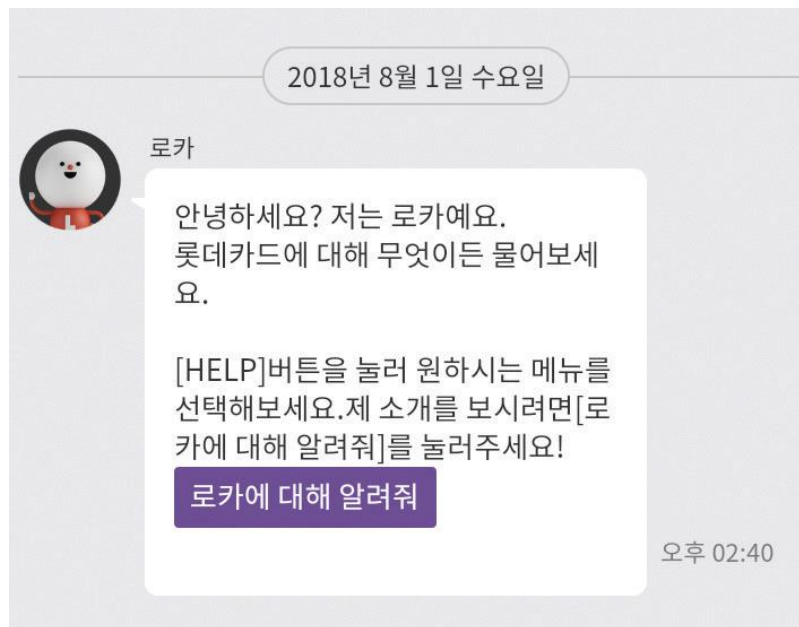 2018년 8월 1일 수요일
로카
안녕하세요? 저는 로카예요.
롯데카드에 대해 무엇이든 물어보세
요.
[HELP]버튼을 눌러 원하시는 메뉴를
선택해보세요.제 소개를 보시려면[로
카에 대해 알려줘]를 눌러주세요!
로카에 대해 알려줘
오후 02:40